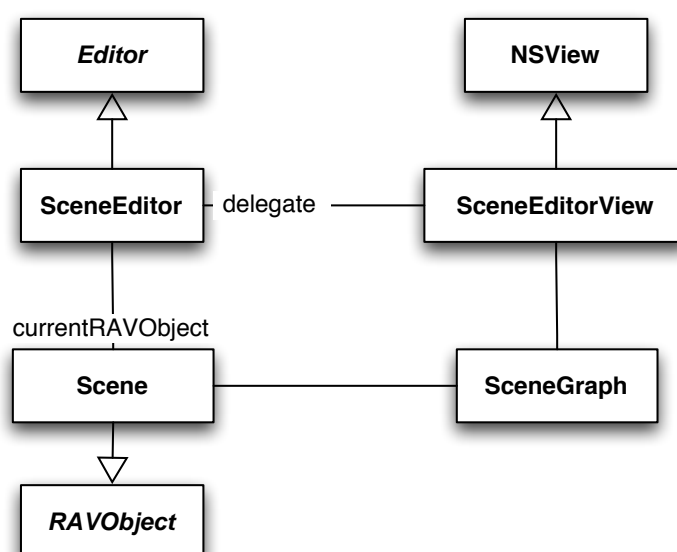 Editor
NSView
SceneEditor
delegate
SceneEditorView
currentRAVObject
Scene
SceneGraph
RAVObject